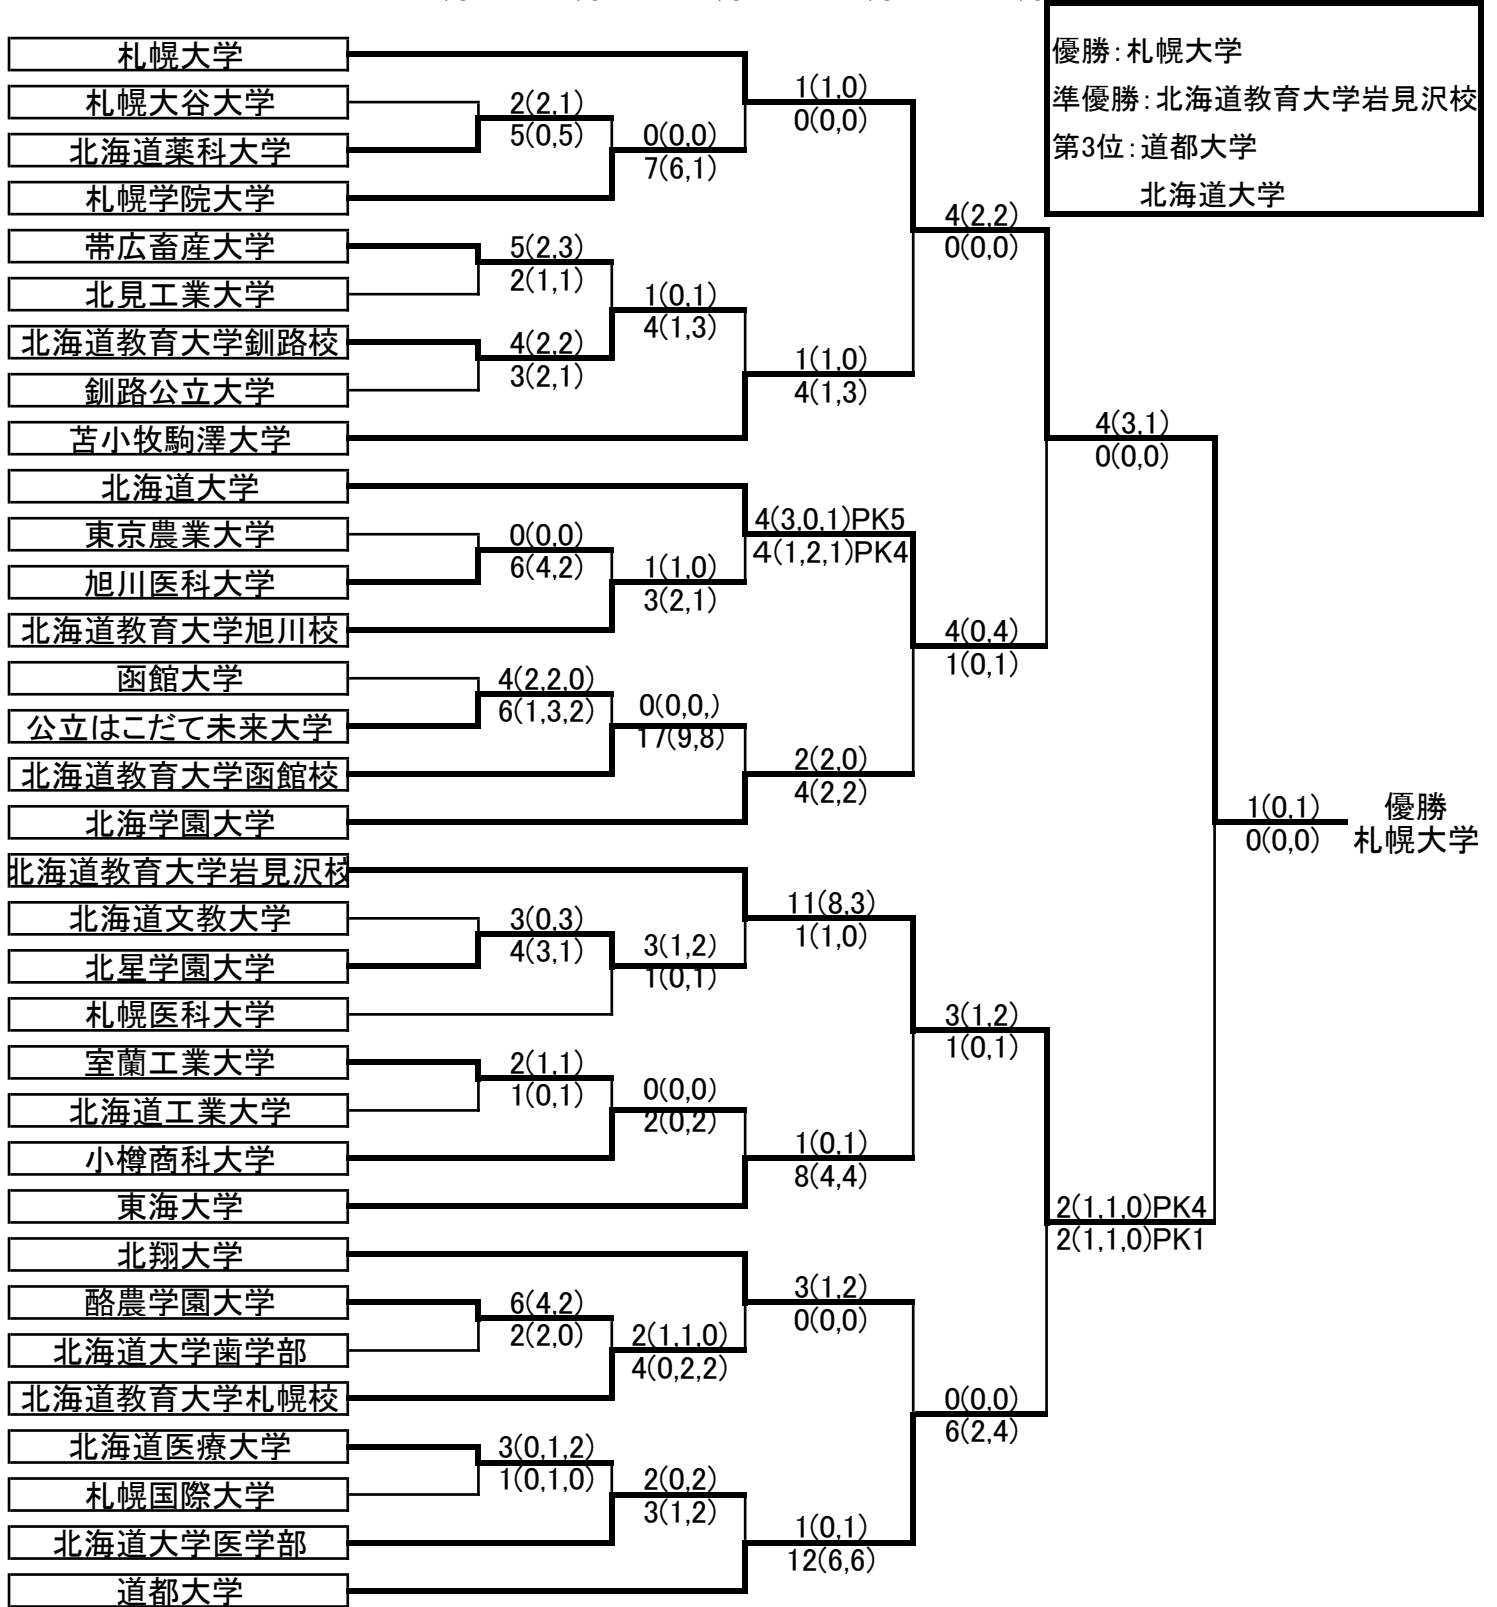 優勝：札幌大学
準優勝：北海道教育大学岩見沢校
第3位：道都大学
北海道大学
札幌大学
札幌大谷大学
北海道薬科大学
札幌学院大学
帯広畜産大学
北見工業大学
北海道教育大学釧路校
釧路公立大学
苫小牧駒澤大学
北海道大学
東京農業大学
旭川医科大学
北海道教育大学旭川校
函館大学
公立はこだて未来大学
北海道教育大学函館校
北海学園大学
北海道教育大学岩見沢校
北海道文教大学
北星学園大学
札幌医科大学
室蘭工業大学
北海道工業大学
小樽商科大学
東海大学
北翔大学
酪農学園大学
北海道大学歯学部
北海道教育大学札幌校
北海道医療大学
札幌国際大学
北海道大学医学部
道都大学
2(2,1)
5(0,5)
5(2,3)
2(1,1)
4(2,2)
3(2,1)
0(0,0)
6(4,2)
4(2,2,0)
6(1,3,2)
3(0,3)
4(3,1)
2(1,1)
1(0,1)
6(4,2)
2(2,0)
3(0,1,2)
1(0,1,0)
0(0,0)
7(6,1)
1(0,1)
4(1,3)
1(1,0)
3(2,1)
0(0,0,)
17(9,8)
3(1,2)
1(0,1)
0(0,0)
2(0,2)
2(1,1,0)
4(0,2,2)
2(0,2)
3(1,2)
1(1,0)
0(0,0)
1(1,0)
4(1,3)
4(3,0,1)PK5
4(1,2,1)PK4
2(2,0)
4(2,2)
11(8,3)
1(1,0)
1(0,1)
8(4,4)
3(1,2)
0(0,0)
1(0,1)
12(6,6)
4(2,2)
0(0,0)
4(0,4)
1(0,1)
3(1,2)
1(0,1)
0(0,0)
6(2,4)
4(3,1)
0(0,0)
2(1,1,0)PK4
2(1,1,0)PK1
1(0,1)
0(0,0)
優勝
札幌大学